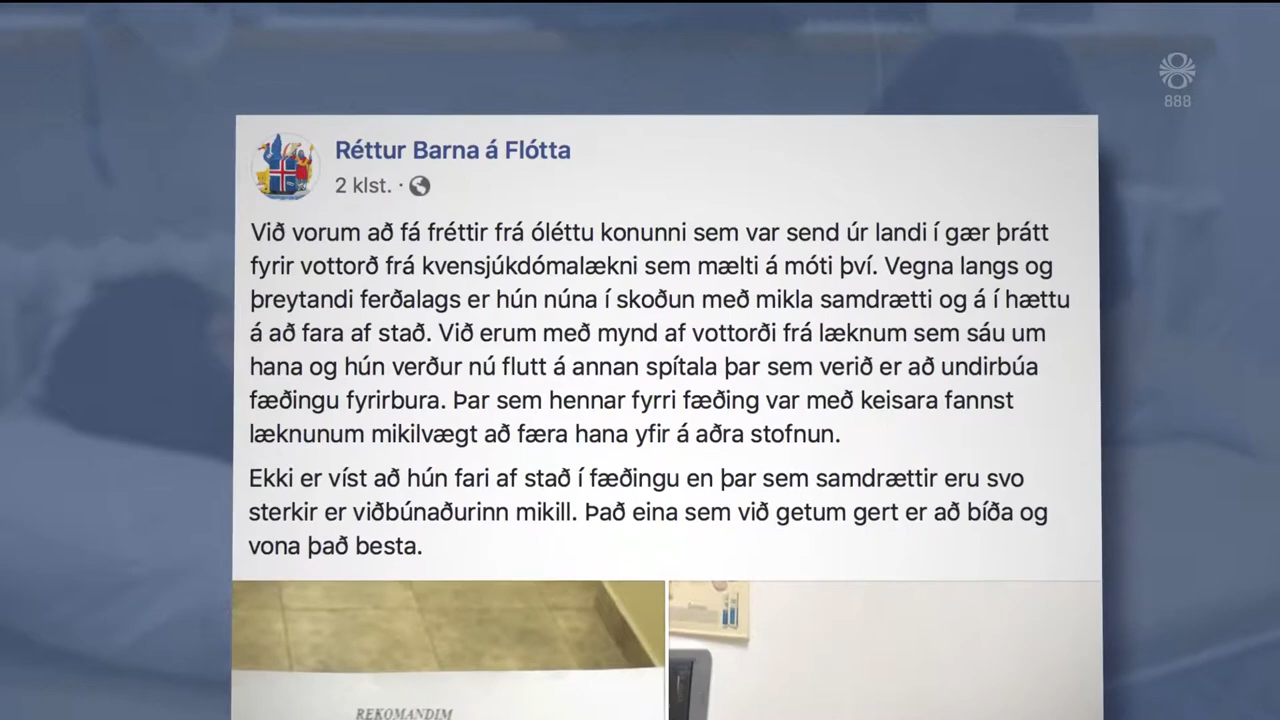 888
Réttur Barna á Flótta
2 klst. ·
Við vorum að fá fréttir frá óléttu konunni sem var send úr landi í gær þrátt
fyrir vottorð frá kvensjúkdómalækni sem mælti á móti því. Vegna langs og
þreytandi ferðalags er hún núna í skoðun með mikla samdrætti og á í hættu
á að fara af stað. Við erum með mynd af vottorði frá læknum sem sáu um
hana og hún verður nú flutt á annan spítala þar sem verið er að undirbúa
fæðingu fyrirbura. Þar sem hennar fyrri fæðing var með keisara fannst
læknunum mikilvægt að færa hana yfir á aðra stofnun.
Ekki er víst að hún fari af stað í fæðingu en þar sem samdrættir eru svo
sterkir er viðbúnaðurinn mikill. Það eina sem við getum gert er að bíða og
vona það besta.
REKOMANDIM